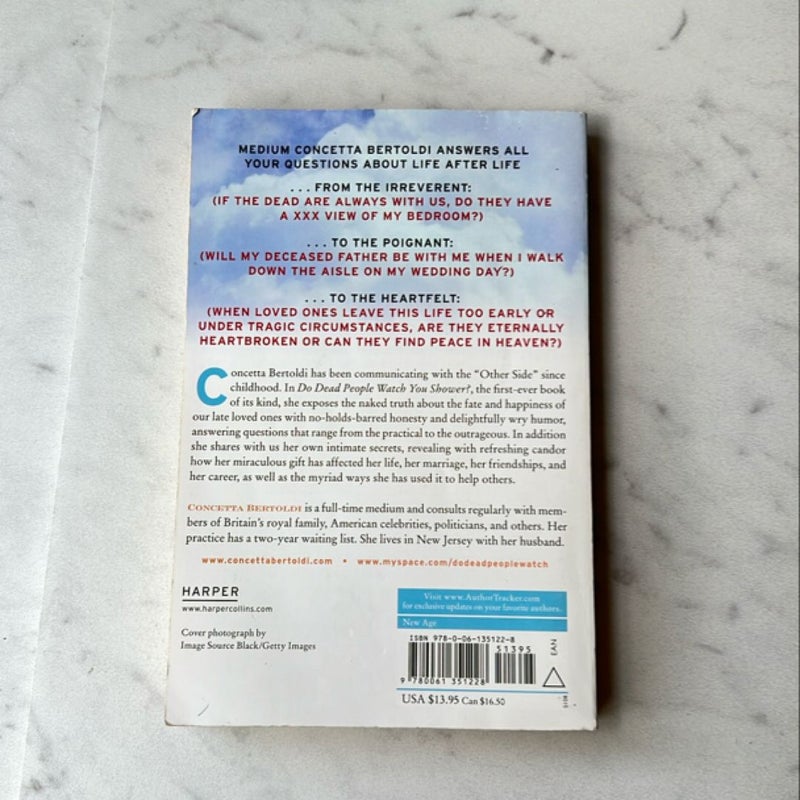 MEDIUM CONCETTA BERTOLDI ANSWERS ALL
YOUR QUESTIONS ABOUT LIFE AFTER LIFE
... FROM THE IRREVERENT:
(IF THE DEAD ARE ALWAYS WITH US, DO THEY HAVE
A XXX VIEW OF MY BEDROOM?)
... TO THE POIGNANT:
(WILL MY DECEASED FATHER BE WITH ME WHEN I WALK
DOWN THE AISLE ON MY WEDDING DAY?)
... TO THE HEARTFELT:
(WHEN LOVED ONES LEAVE THIS LIFE TOO EARLY OR
UNDER TRAGIC CIRCUMSTANCES, ARE THEY ETERNALLY
HEARTBROKEN OR CAN THEY FIND PEACE IN HEAVEN?)
Concetta Bertoldi has been communicating with the "Other Side" since
childhood. In Do Dead People Watch You Shower?, the first-ever book
of its kind, she exposes the naked truth about the fate and happiness of
our late loved ones with no-holds-barred honesty and delightfully wry humor,
answering questions that range from the practical to the outrageous. In addition
she shares with us her own intimate secrets, revealing with refreshing candor
how her miraculous gift has affected her life, her marriage, her friendships, and
her career, as well as the myriad ways she has used it to help others.
CONCETTA BERTOLDI is a full-time medium and consults regularly with mem-
bers of Britain's royal family, American celebrities, politicians, and others. Her
practice has a two-year waiting list. She lives in New Jersey with her husband.
www.concettabertoldi.com • www.myspace.com/dodeadpeoplewatch
HARPER
www.harpercollins.com
Cover photograph by
Image Source Black/Getty Images
Visit www.AuthorTracker.com
for exclusive updates on your favorite authors.
New Age
ISBN 978-0-06-135122-8
51395
EAN
9 780061 351228
USA $13.95 Can $16.50